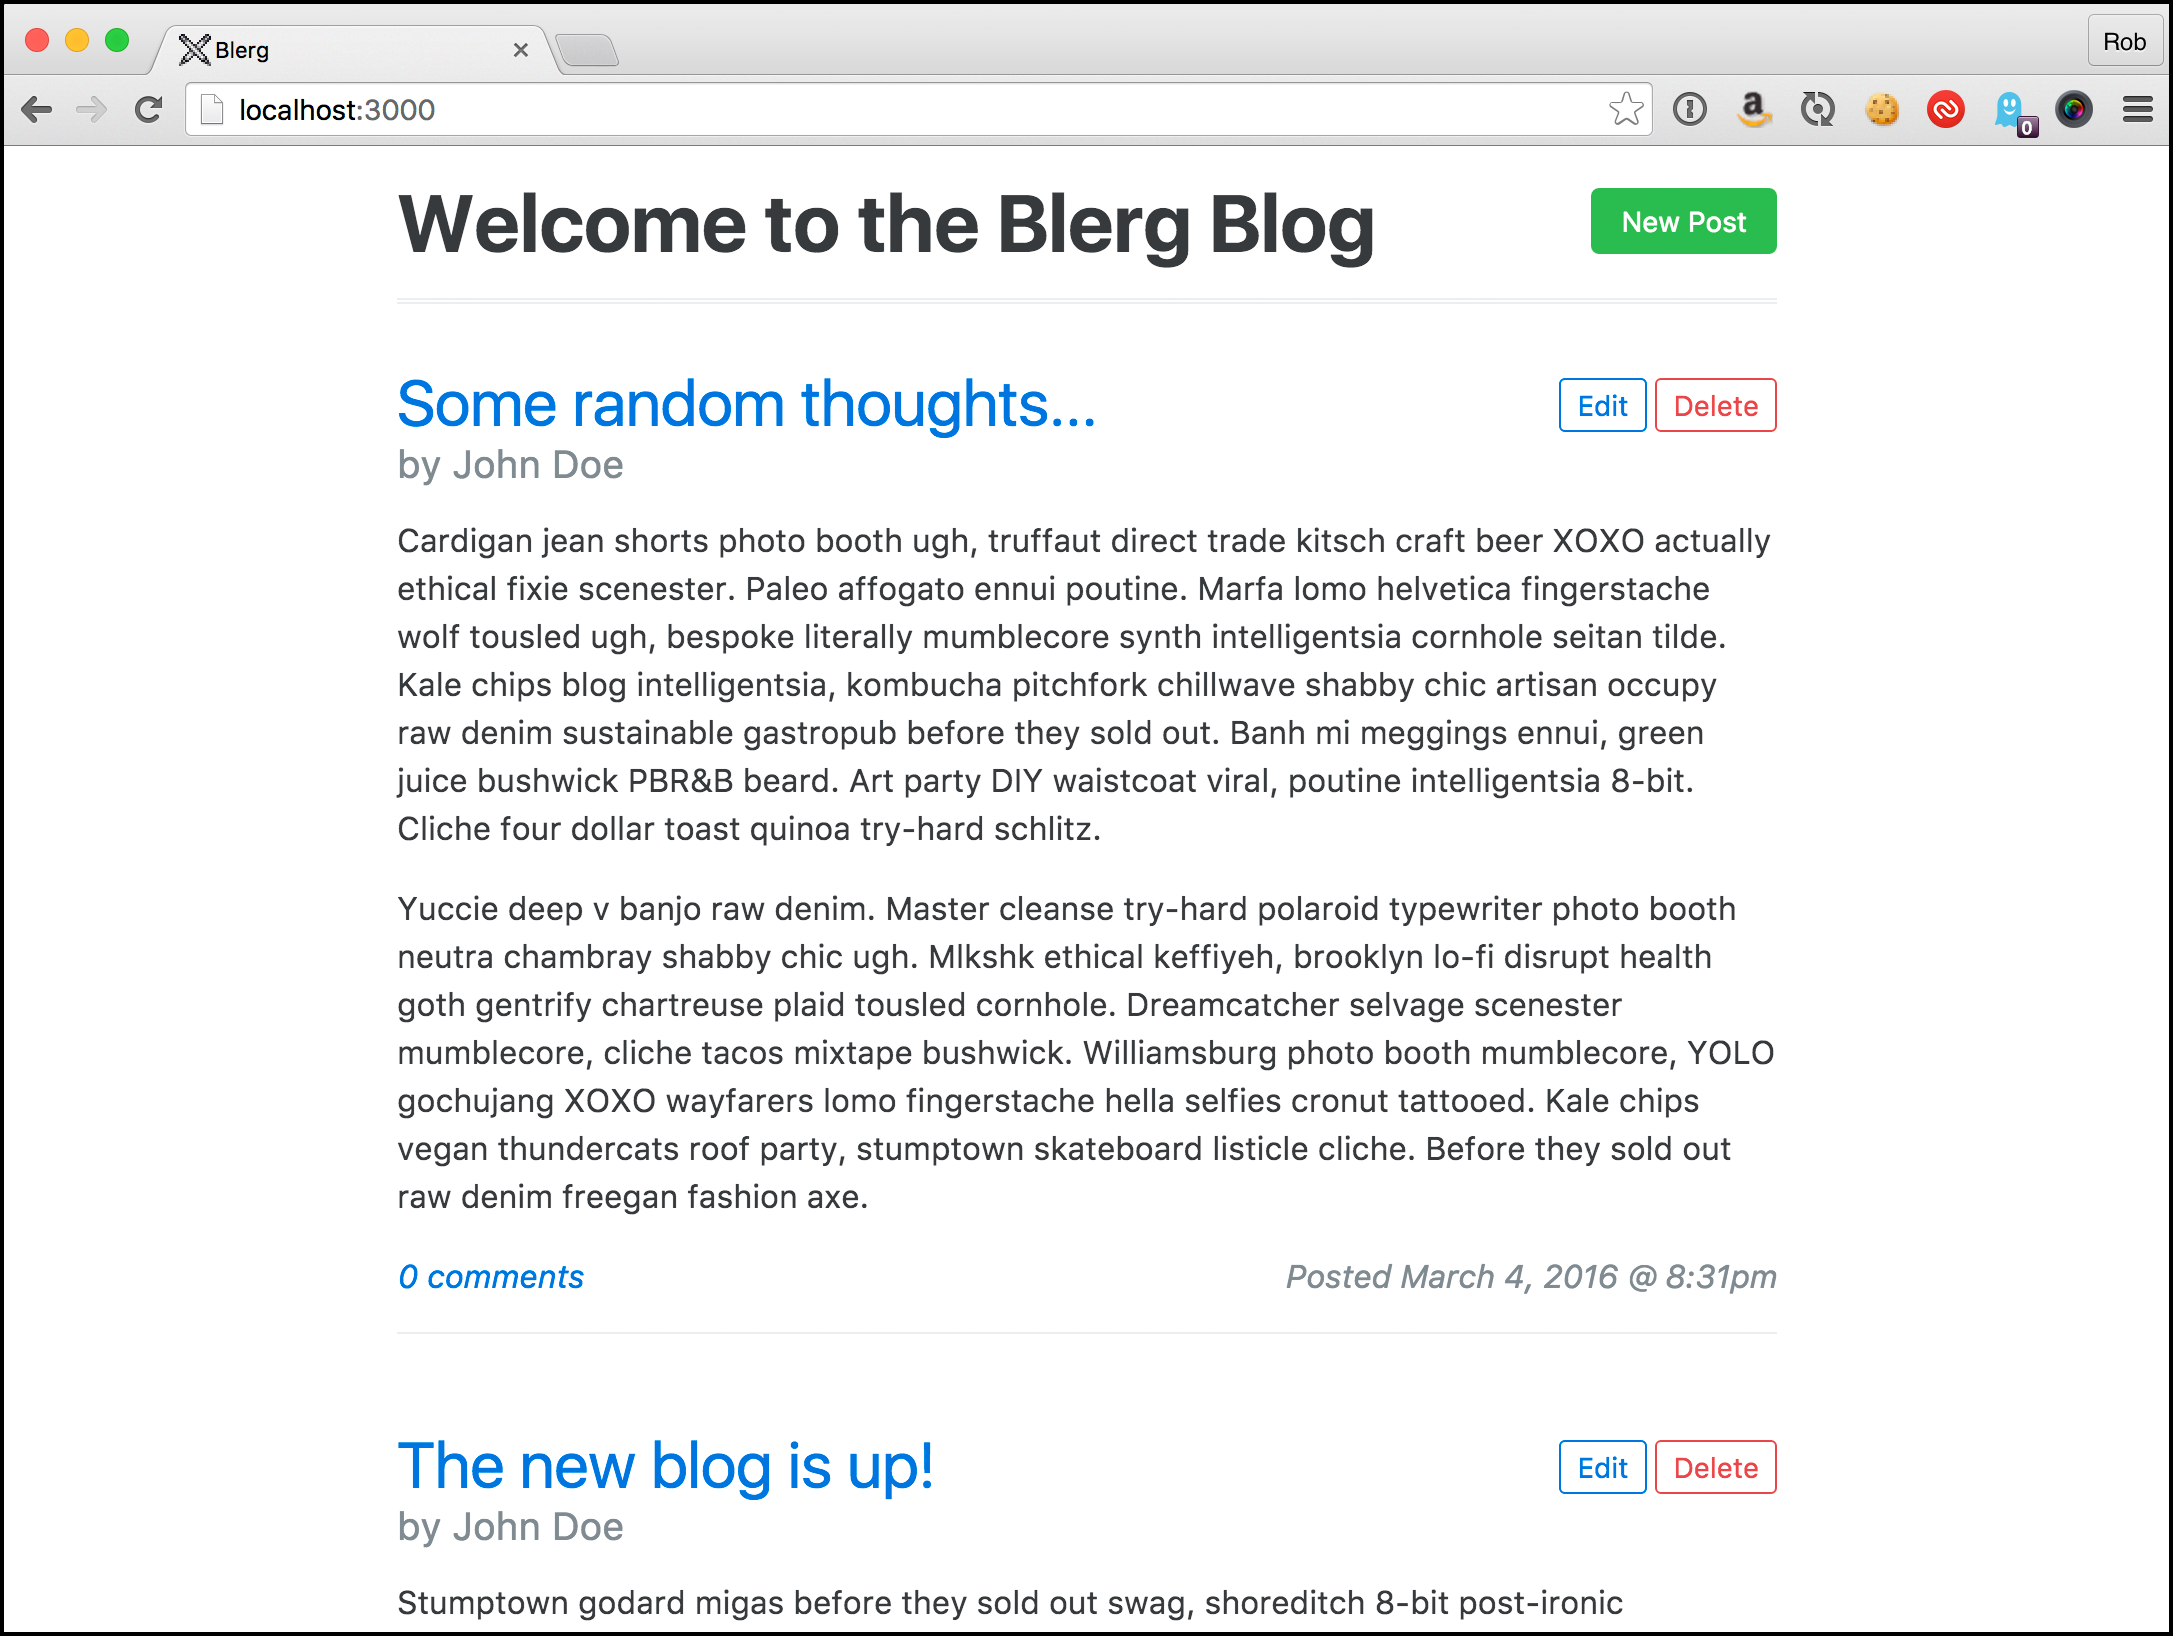 Blerg
Rob
localhost:3000
0
Welcome to the Blerg Blog
New Post
Some random thoughts...
Edit
Delete
by John Doe
Cardigan jean shorts photo booth ugh, truffaut direct trade kitsch craft beer XOXO actually
ethical fixie scenester. Paleo affogato ennui poutine. Marfa lomo helvetica fingerstache
wolf tousled ugh, bespoke literally mumblecore synth intelligentsia cornhole seitan tilde.
Kale chips blog intelligentsia, kombucha pitchfork chillwave shabby chic artisan occupy
raw denim sustainable gastropub before they sold out. Banh mi meggings ennui, green
juice bushwick PBR&B beard. Art party DIY waistcoat viral, poutine intelligentsia 8-bit.
Cliche four dollar toast quinoa try-hard schlitz.
Yuccie deep v banjo raw denim. Master cleanse try-hard polaroid typewriter photo booth
neutra chambray shabby chic ugh. Mlkshk ethical keffiyeh, brooklyn lo-fi disrupt health
goth gentrify chartreuse plaid tousled cornhole. Dreamcatcher selvage scenester
mumblecore, cliche tacos mixtape bushwick. Williamsburg photo booth mumblecore, YOLO
gochujang XOXO wayfarers lomo fingerstache hella selfies cronut tattooed. Kale chips
vegan thundercats roof party, stumptown skateboard listicle cliche. Before they sold out
raw denim freegan fashion axe.
0 comments
Posted March 4, 2016 @ 8:31pm
The new blog is up!
Edit
Delete
by John Doe
Stumptown godard migas before they sold out swag, shoreditch 8-bit post-ironic